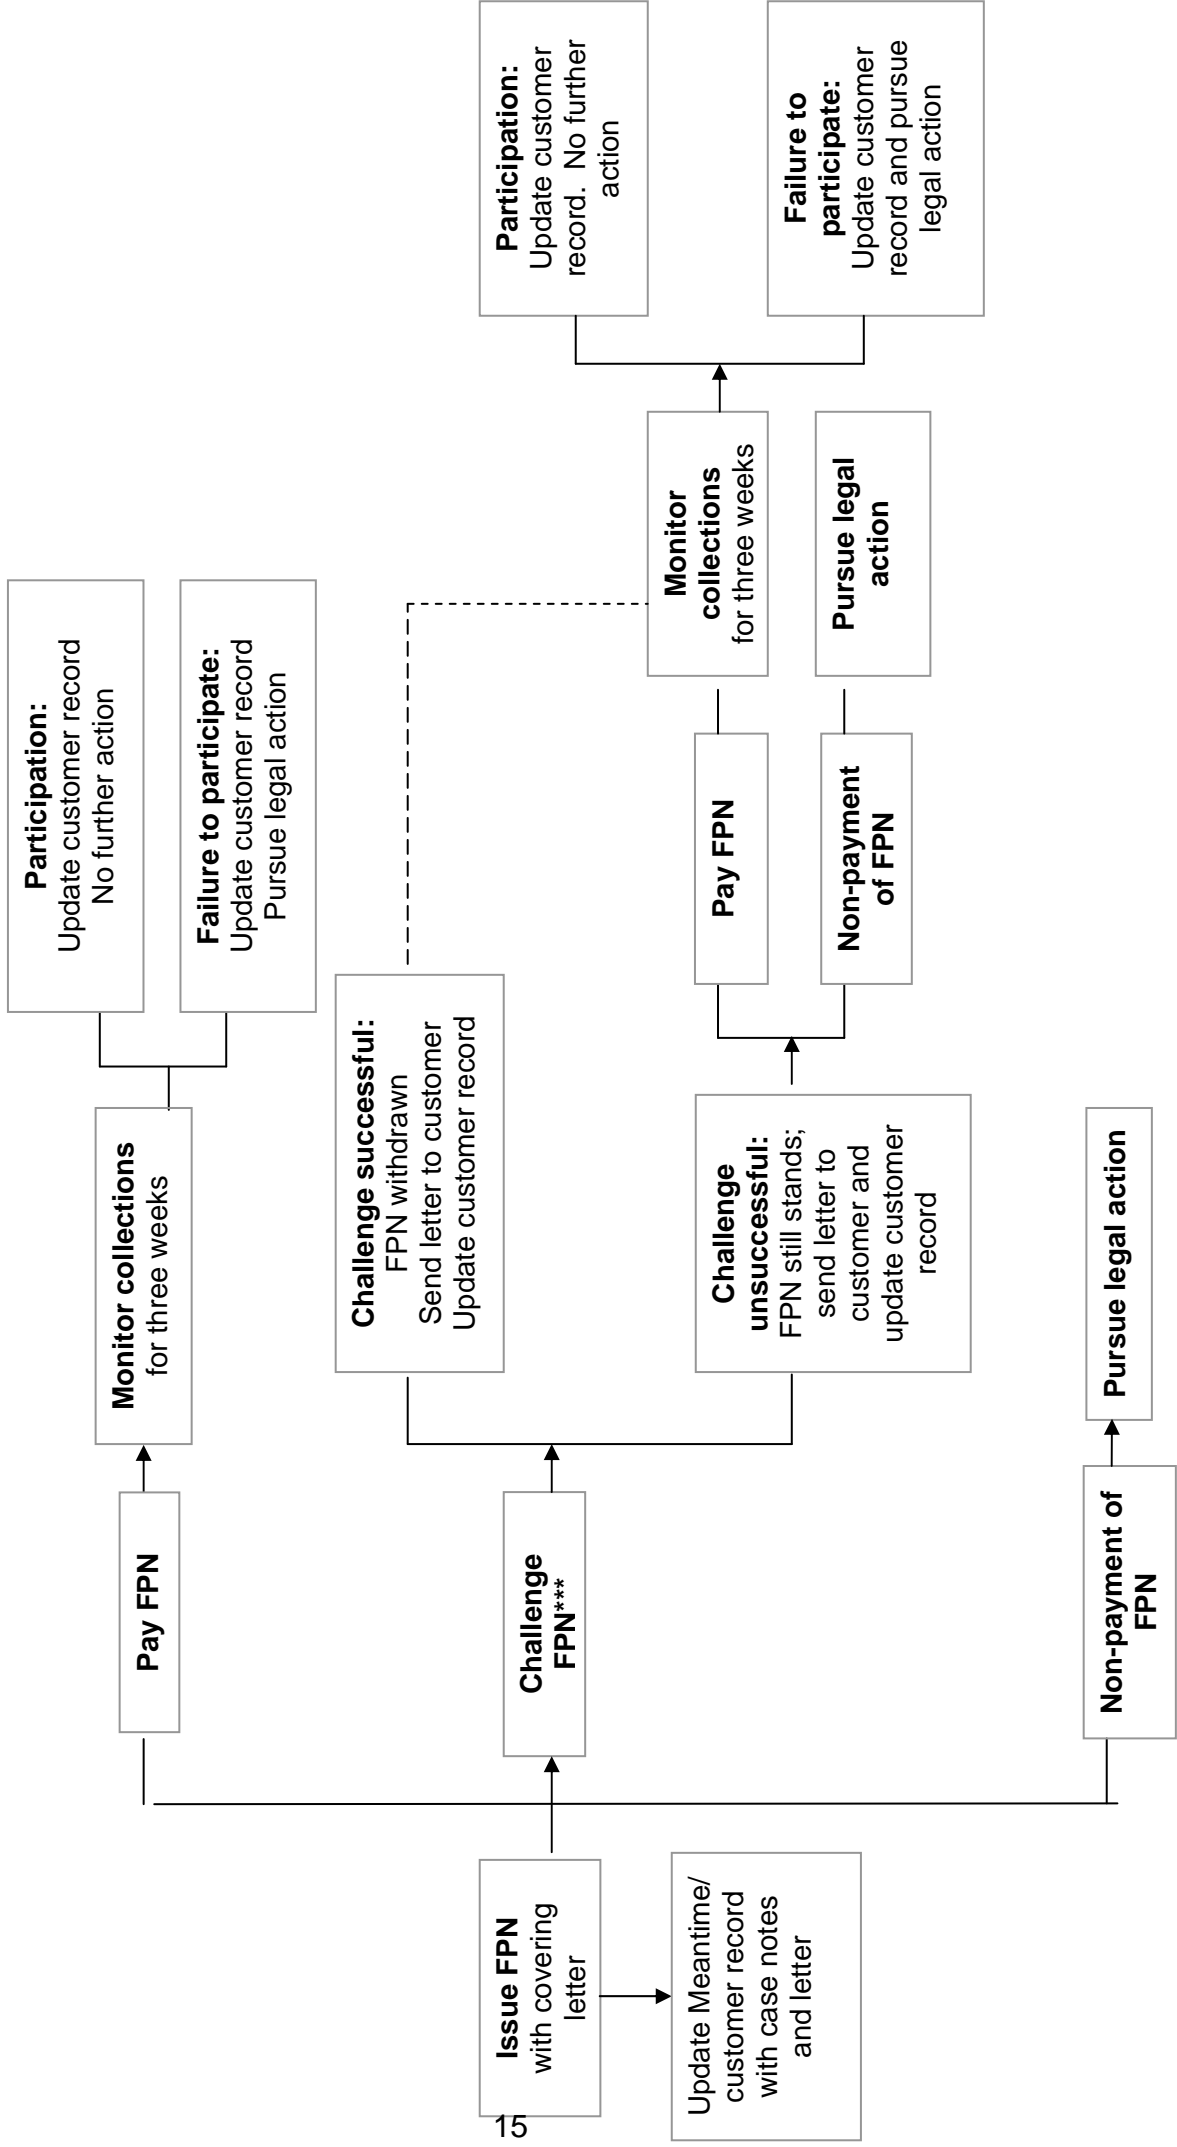 Issue FPN
with covering
letter
Update Meantime/
customer record
with case notes
and letter
Pay FPN
Monitor collections
for three weeks
Participation:
Update customer record
No further action
Failure to participate:
Update customer record
Pursue legal action
Challenge
FPN***
Challenge successful:
FPN withdrawn
Send letter to customer
Update customer record
Challenge
unsuccessful:
FPN still stands;
send letter to
customer and
update customer
record
Pay FPN
Monitor
collections
for three weeks
Participation:
Update customer
record.  No further
action
Failure to
participate:
Update customer
record and pursue
legal action
Non-payment
of FPN
Pursue legal
action
Non-payment of
FPN
Pursue legal action
15